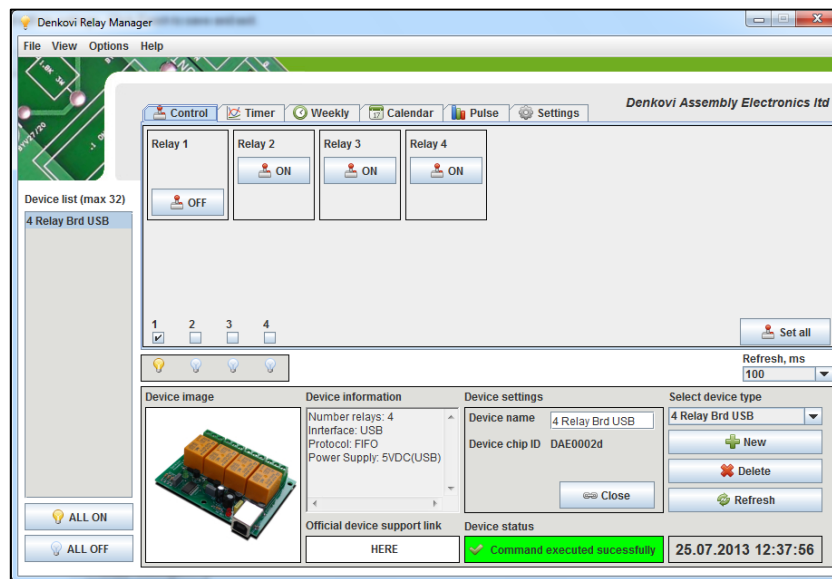 Denkovi Relay Manager
File View Options Help
Denkovi Assembly Electronics ltd
Control Timer Weekly Calendar Pulse Settings
Relay 1 Relay 2 Relay 3 Relay 4
ON ON ON
OFF
Device list (max 32)
4 Relay Brd USB
1 2 3 4
Set all
Refresh, ms
100
Device image
Device information
Number relays: 4
Inrterface: USB
Protocol: FIFO
Power Supply: 5VDC(USB)
Official device support link
HERE
Device settings
Device name 4 Relay Brd USB
Device chip ID DAE0002d
Close
Device status
Command executed sucessfully
Select device type
4 Relay Brd USB
New
Delete
Refresh
25.07.2013 12:37:56
ALL ON
ALL OFF